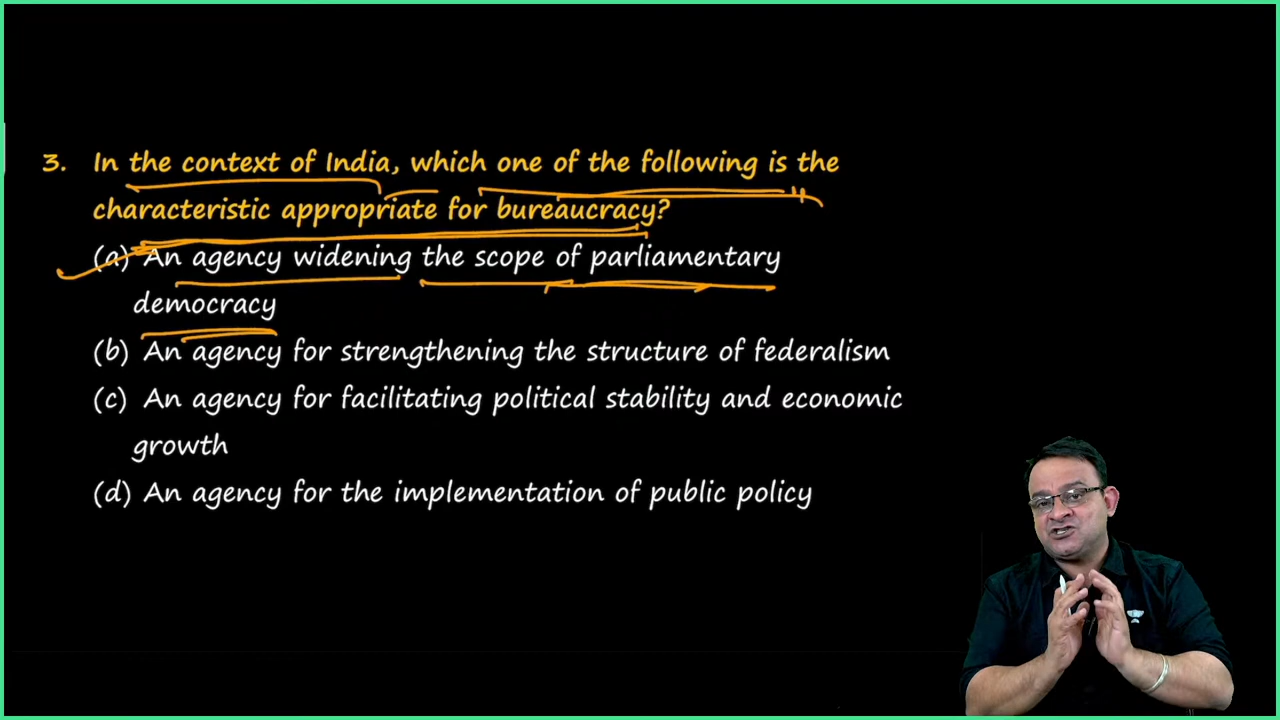 3. In the context of India, which one of the following is the
characteristic appropriate for bureaucracy?
(a) An agency widening the scope of parliamentary
democracy
(b) An agency for strengthening the structure of federalism
(c) An agency for facilitating political stability and economic
growth
(d) An agency for the implementation of public policy